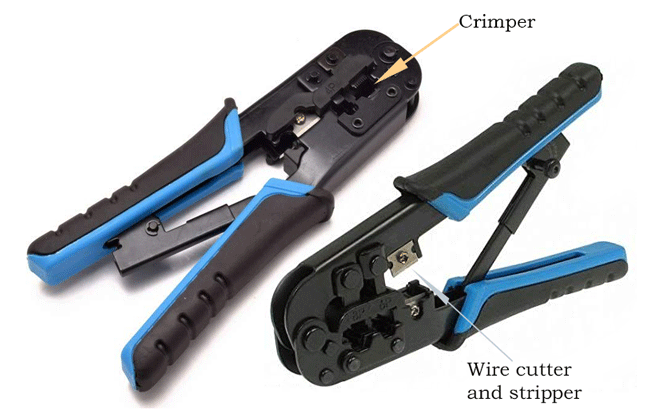 Crimper
Wire cutter
and stripper